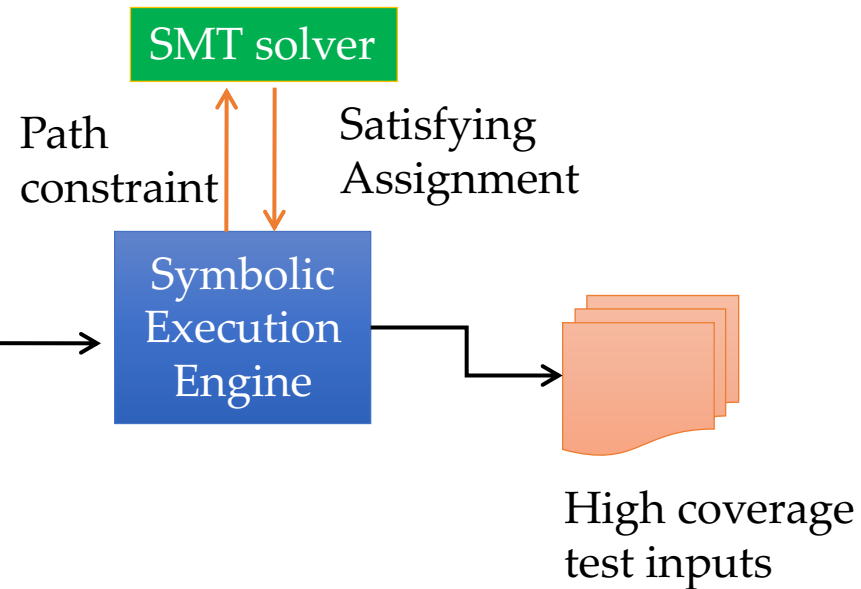 SMT solver
Path
constraint
Satisfying
Assignment
Symbolic
Execution
Engine
High coverage
test inputs